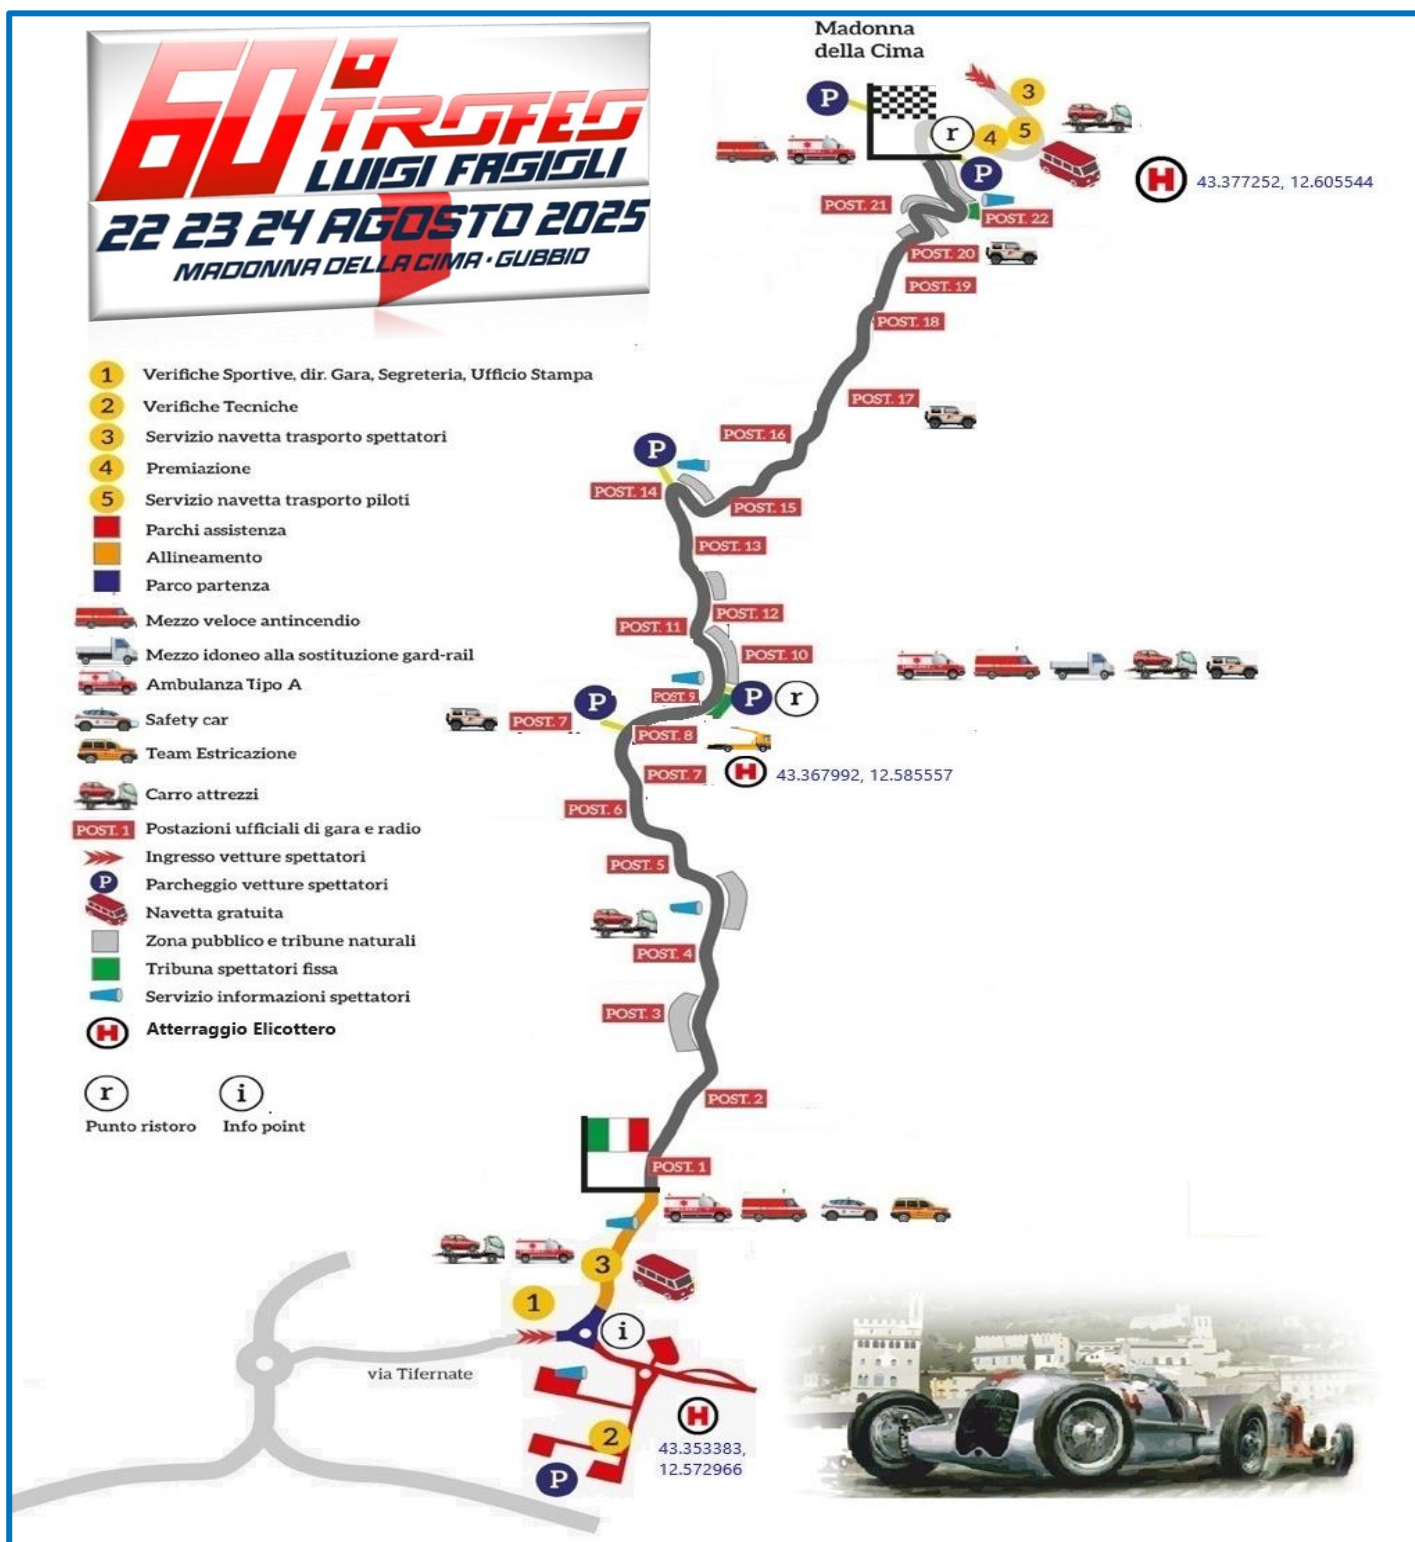 60° TROFEO
LUIGI FAGIOLI
22 23 24 AGOSTO 2025
MADONNA DELLA CIMA · GUBBIO
1 Verifiche Sportive, dir. Gara, Segreteria, Ufficio Stampa
2 Verifiche Tecniche
3 Servizio navetta trasporto spettatori
4 Premiazione
5 Servizio navetta trasporto piloti
Parchi assistenza
Allineamento
Parco partenza
Mezzo veloce antincendio
Mezzo idoneo alla sostituzione gard-rail
Ambulanza Tipo A
Safety car
Team Estricazione
Carro attrezzi
POST. 1 Postazioni ufficiali di gara e radio
Ingresso vetture spettatori
P Parcheggio vetture spettatori
Navetta gratuita
Zona pubblico e tribune naturali
Tribuna spettatori fissa
Servizio informazioni spettatori
H Atterraggio Elicottero
r i
Punto ristoro Info point
Madonna
della Cima
P
3
r 4 5
P
H 43.377252, 12.605544
POST. 21
POST. 22
POST. 20
POST. 19
POST. 18
POST. 17
POST. 16
P
POST. 14
POST. 15
POST. 13
POST. 12
POST. 11
POST. 10
POST. 9
P P r
POST. 7
POST. 8
POST. 7 H 43.367992, 12.585557
POST. 6
POST. 5
POST. 4
POST. 3
POST. 2
POST. 1
3
1
i
via Tifernate
H
2
43.353383,
12.572966
P